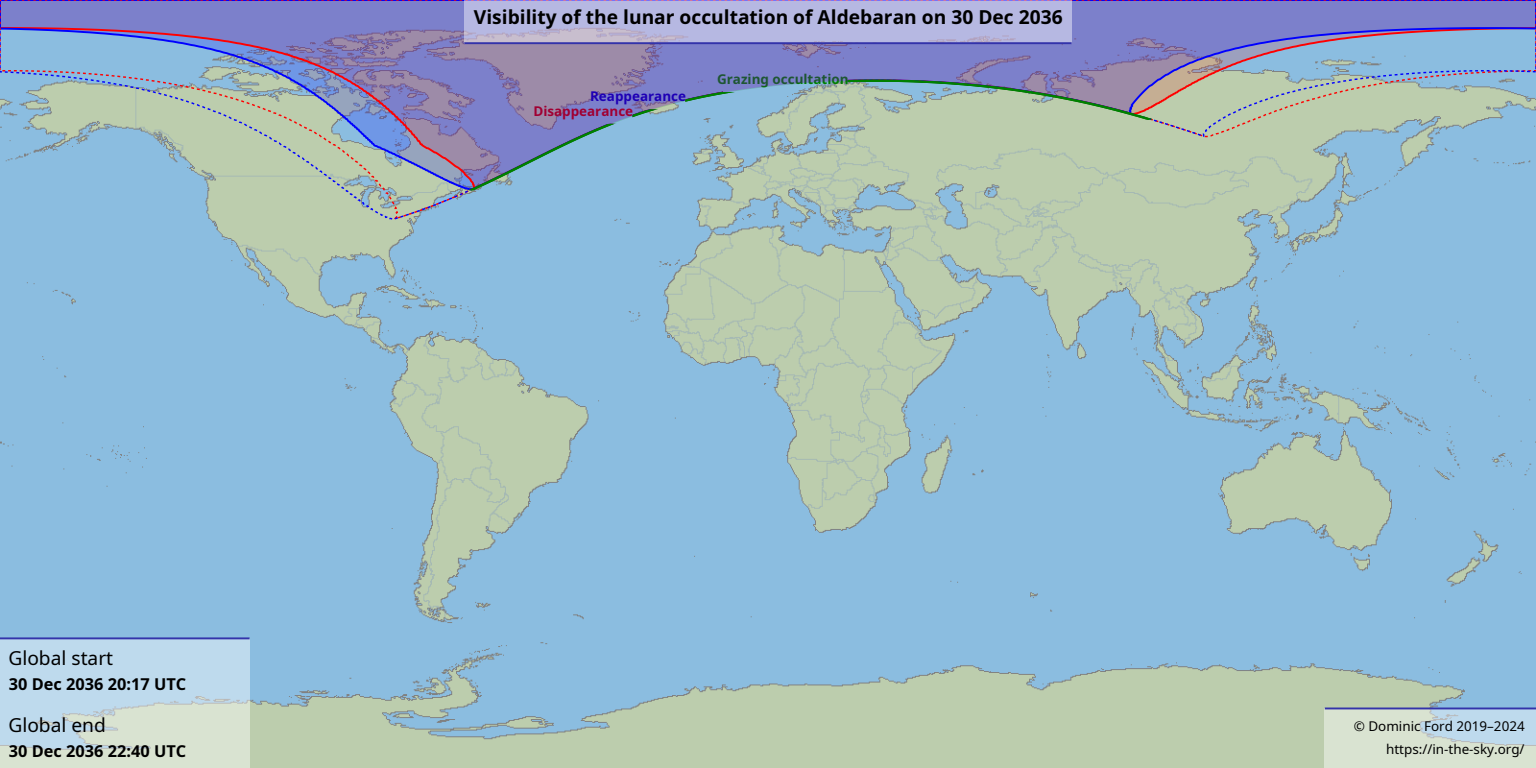 Visibility of the lunar occultation of Aldebaran on 30 Dec 2036
Grazing occultation
Reappearance
Disappearance
Global start
30 Dec 2036 20:17 UTC
Global end
30 Dec 2036 22:40 UTC
© Dominic Ford 2019–2024
https://in-the-sky.org/